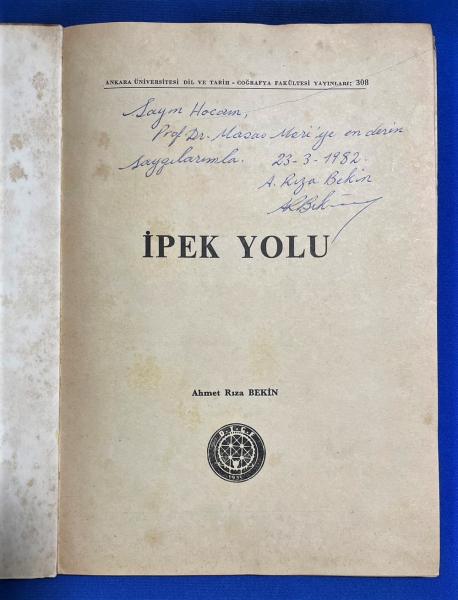 ANKARA ÜNİVERSİTESİ DİL VE TARİH - COĞRAFYA FAKÜLTESİ YAYINLARI: 308
Sayın Hocam,
Prof. Dr. Masao Mori'ye en derin
saygılarımla. 23-3-1982.
A. Rıza Bekin
ARBekin
İPEK YOLU
Ahmet Rıza BEKİN
D.T.C.F.